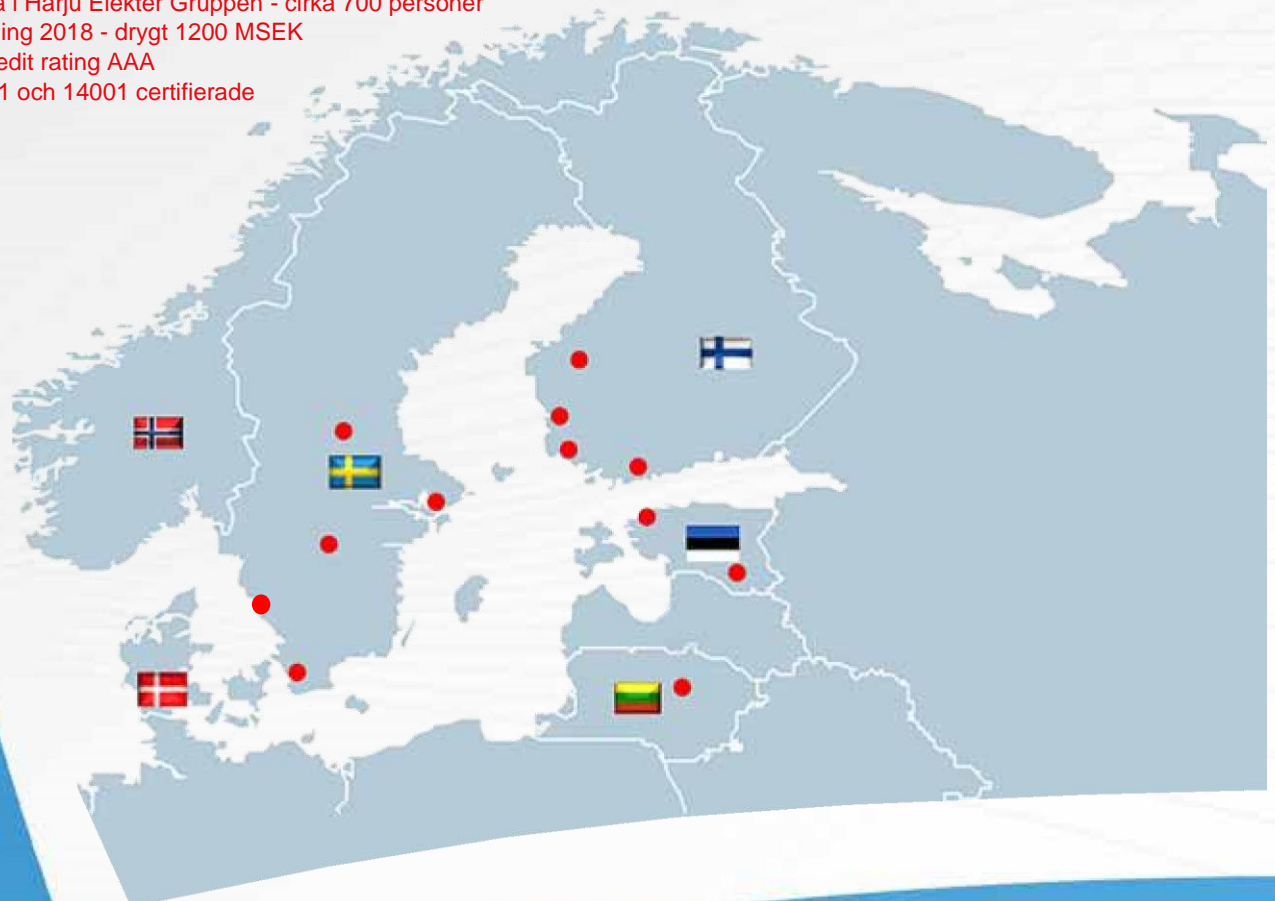 i Harju Elekter Gruppen - cirka 700 personer
ing 2018 - drygt 1200 MSEK
edit rating AAA
1 och 14001 certifierade